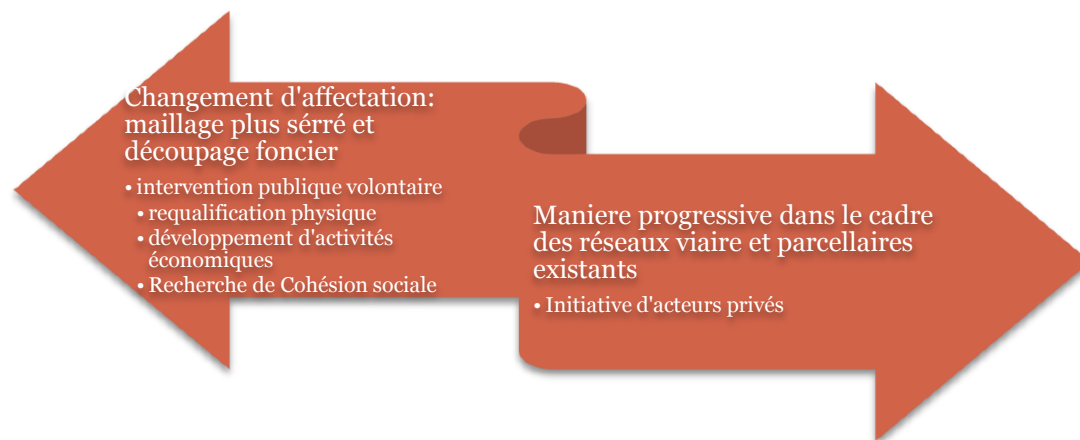 Changement d'affectation:
maillage plus sérré et
découpage foncier
• intervention publique volontaire
• requalification physique
• développement d'activités
économiques
• Recherche de Cohésion sociale
Maniere progressive dans le cadre
des réseaux viaire et parcellaires
existants
• Initiative d'acteurs privés